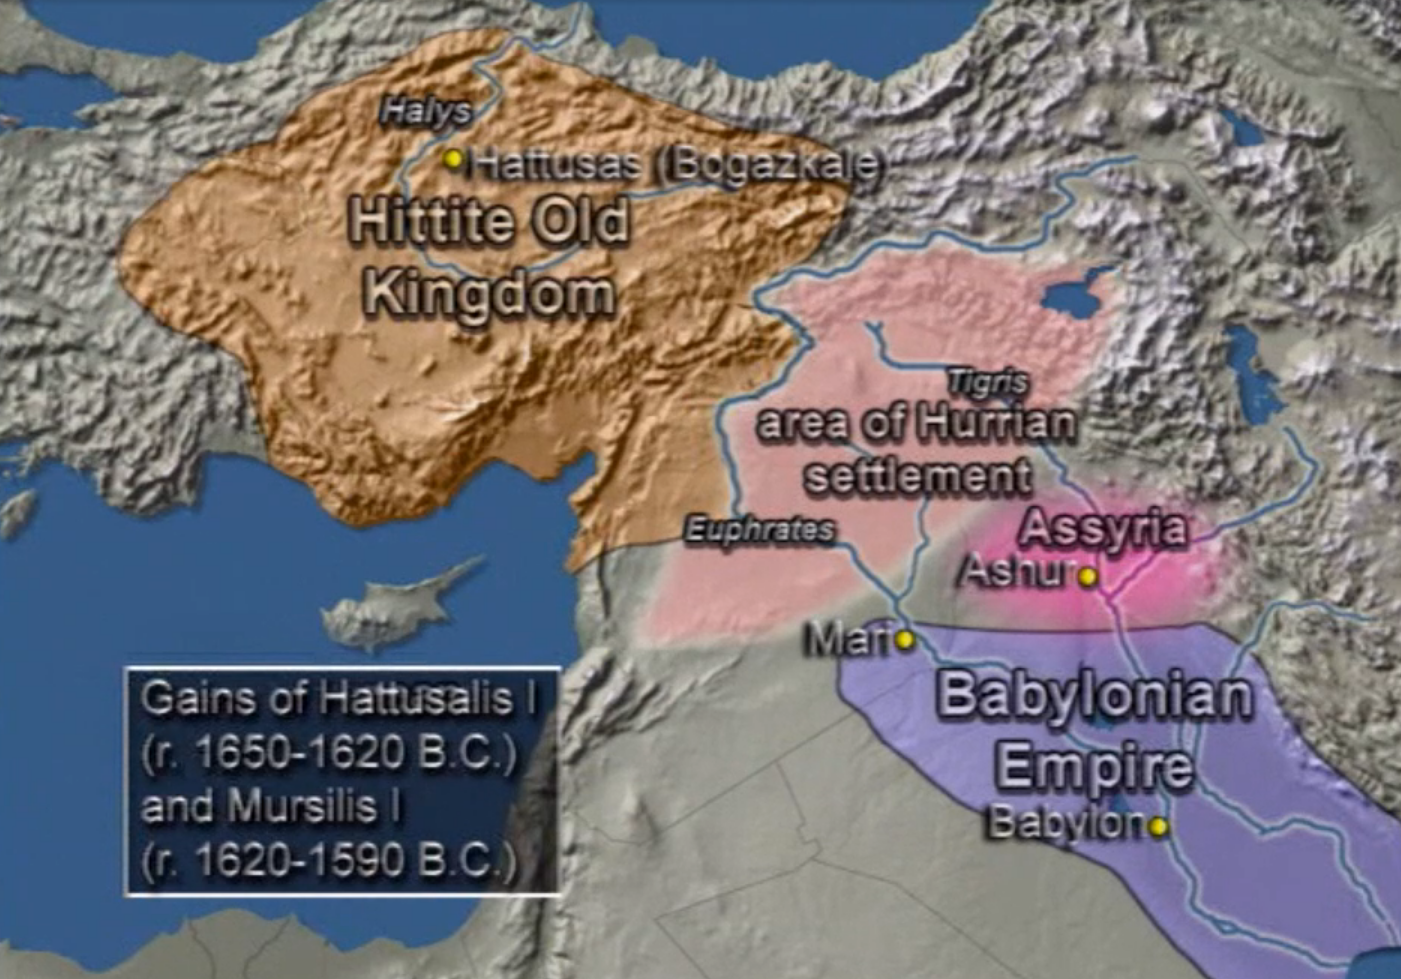 Halys
Hattusas (Bogazkale)
Hittite Old
Kingdom
Tigris
area of Hurrian
settlement
Euphrates
Assyria
Ashur
Mari
Babylonian
Empire
Babylon
Gains of Hattusalis I
(r. 1650-1620 B.C.)
and Mursilis I
(r. 1620-1590 B.C.)